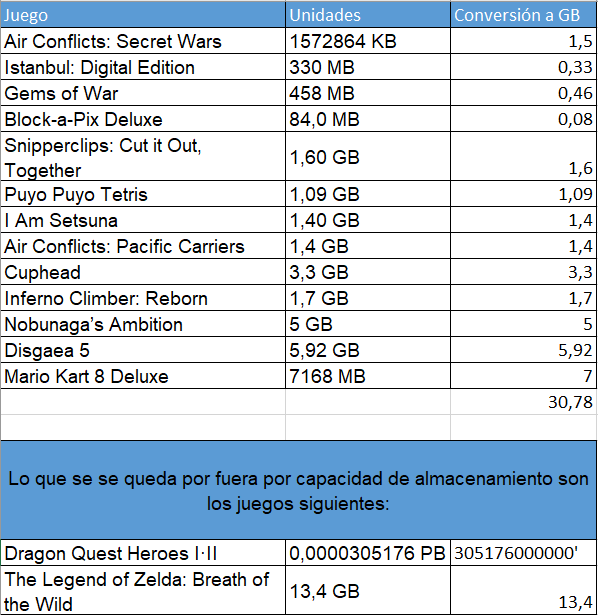 Juego Unidades Conversión a GB
Air Conflicts: Secret Wars 1572864 KB 1,5
Istanbul: Digital Edition 330 MB 0,33
Gems of War 458 MB 0,46
Block-a-Pix Deluxe 84,0 MB 0,08
Snipperclips: Cut it Out,
Together 1,60 GB 1,6
Puyo Puyo Tetris 1,09 GB 1,09
I Am Setsuna 1,40 GB 1,4
Air Conflicts: Pacific Carriers 1,4 GB 1,4
Cuphead 3,3 GB 3,3
Inferno Climber: Reborn 1,7 GB 1,7
Nobunaga’s Ambition 5 GB 5
Disgaea 5 5,92 GB 5,92
Mario Kart 8 Deluxe 7168 MB 7
30,78
Lo que se se queda por fuera por capacidad de almacenamiento son
los juegos siguientes:
Dragon Quest Heroes I·II 0,0000305176 PB 305176000000'
The Legend of Zelda: Breath of
the Wild 13,4 GB 13,4